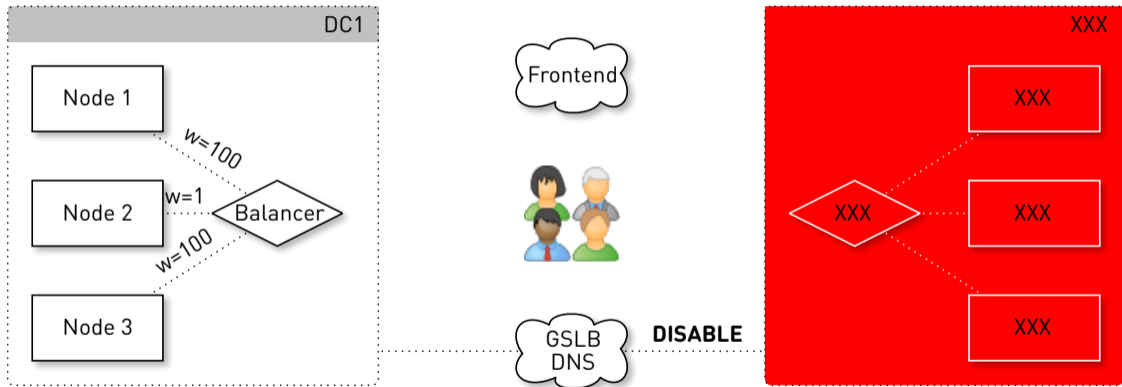 DC1
Node 1
w=100
Node 2
w=1
Balancer
w=100
Node 3
Frontend
GSLB
DNS
DISABLE
XXX
XXX
XXX
XXX
XXX